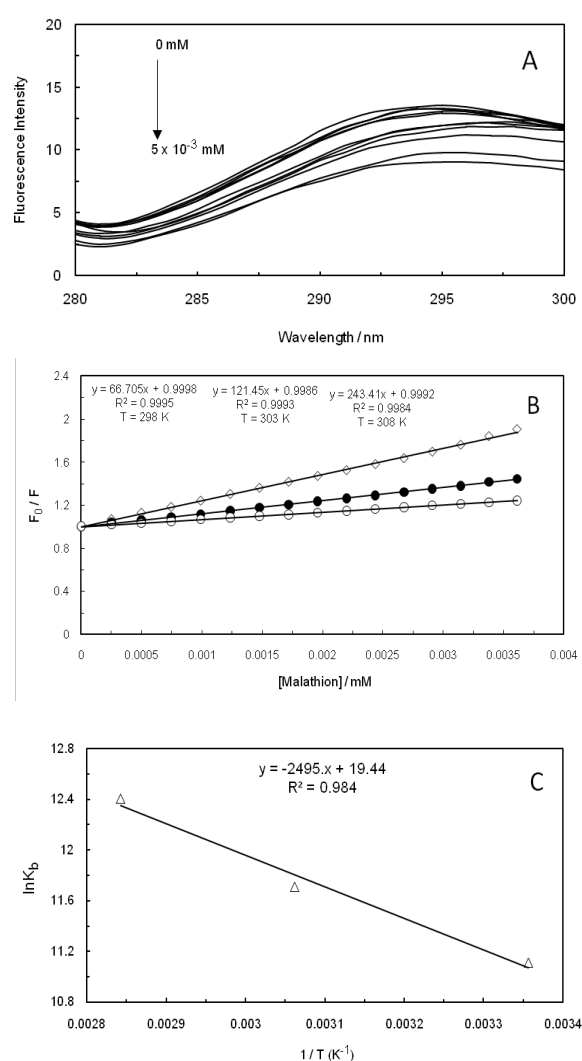 A
0 mM
5 x 10⁻³ mM
Fluorescence Intensity
20
15
10
5
0
280 285 290 295 300
Wavelength / nm
B
y = 66.705x + 0.9998
R² = 0.9995
T = 298 K
y = 121.45x + 0.9986
R² = 0.9993
T = 303 K
y = 243.41x + 0.9992
R² = 0.9984
T = 308 K
F₀ / F
2.4
2
1.6
1.2
0.8
0.4
0
0 0.0005 0.001 0.0015 0.002 0.0025 0.003 0.0035 0.004
[Malathion] / mM
C
y = -2495.x + 19.44
R² = 0.984
lnK_b
12.8
12.4
12
11.6
11.2
10.8
0.0028 0.0029 0.003 0.0031 0.0032 0.0033 0.0034
1 / T (K⁻¹)